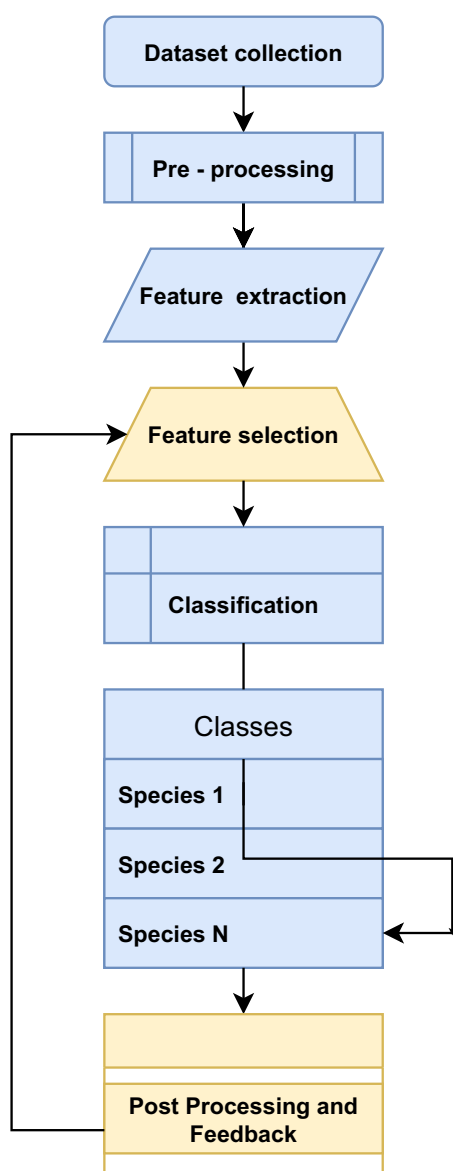 Dataset collection
Pre - processing
Feature extraction
Feature selection
Classification
Classes
Species 1
Species 2
Species N
Post Processing and
Feedback